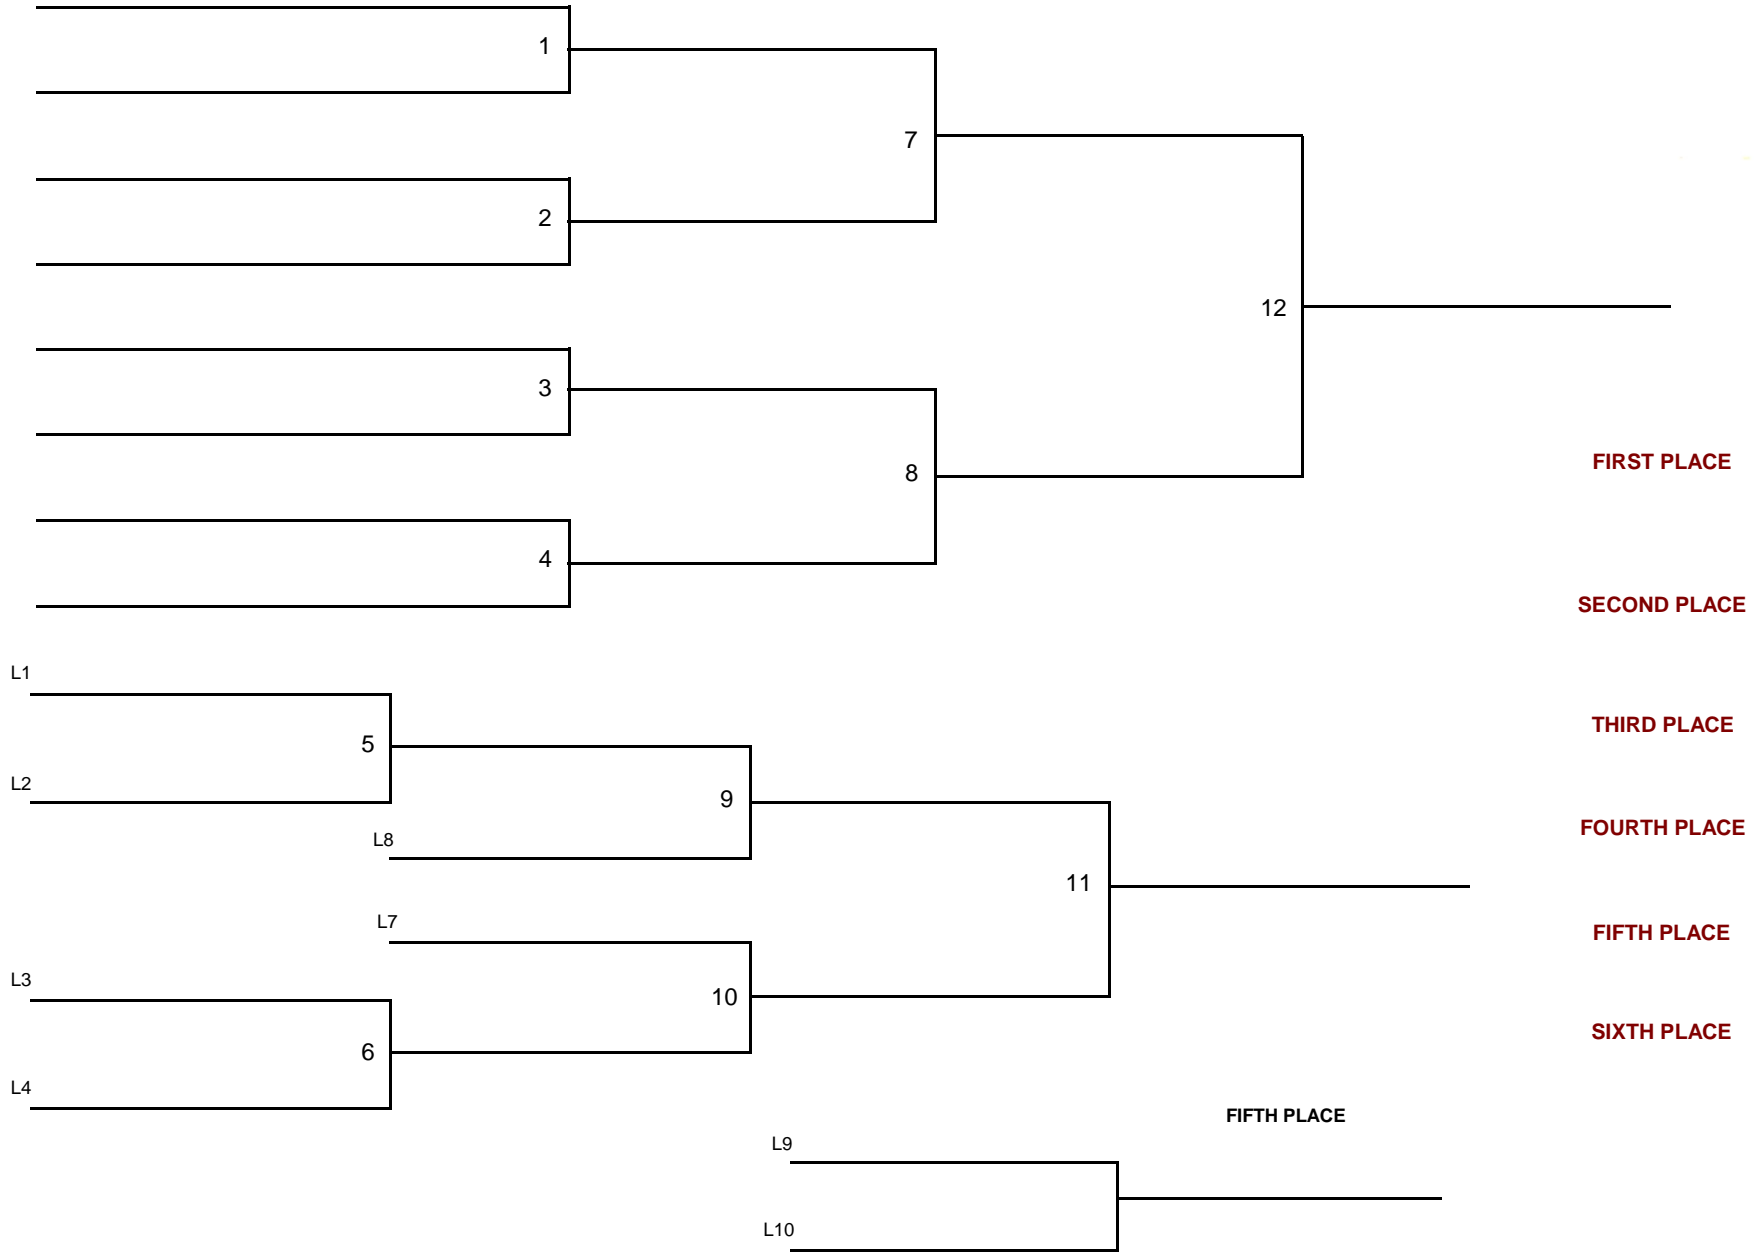 1
7
2
12
3
FIRST PLACE
8
4
SECOND PLACE
L1
THIRD PLACE
5
L2
9
FOURTH PLACE
L8
11
L7
FIFTH PLACE
L3
10
SIXTH PLACE
6
L4
FIFTH PLACE
L9
L10